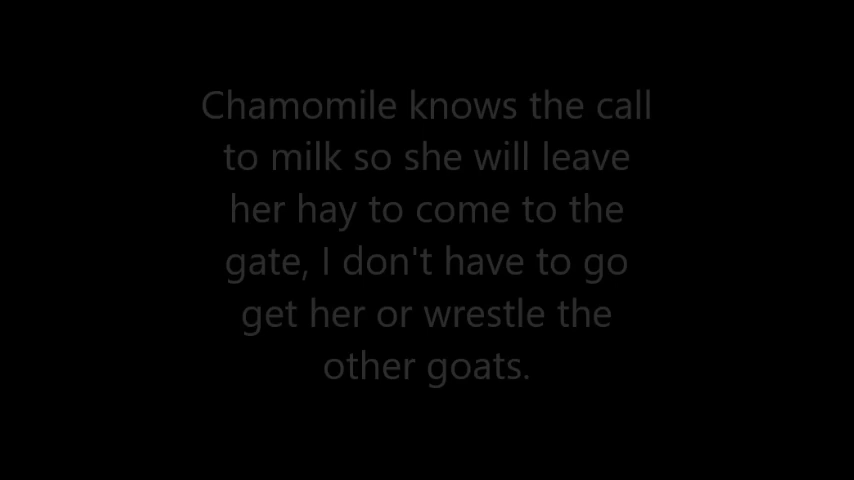 Chamomile knows the call
to milk so she will leave
her hay to come to the
gate, I don't have to go
get her or wrestle the
other goats.